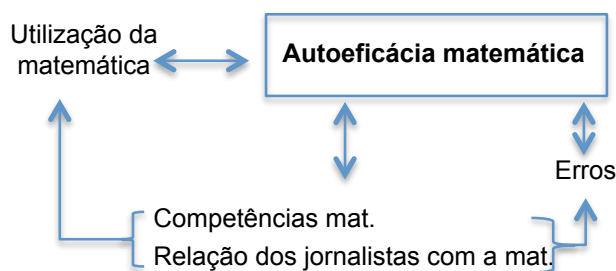 Utilização da
matemática
Autoeficácia matemática
Erros
Competências mat.
Relação dos jornalistas com a mat.